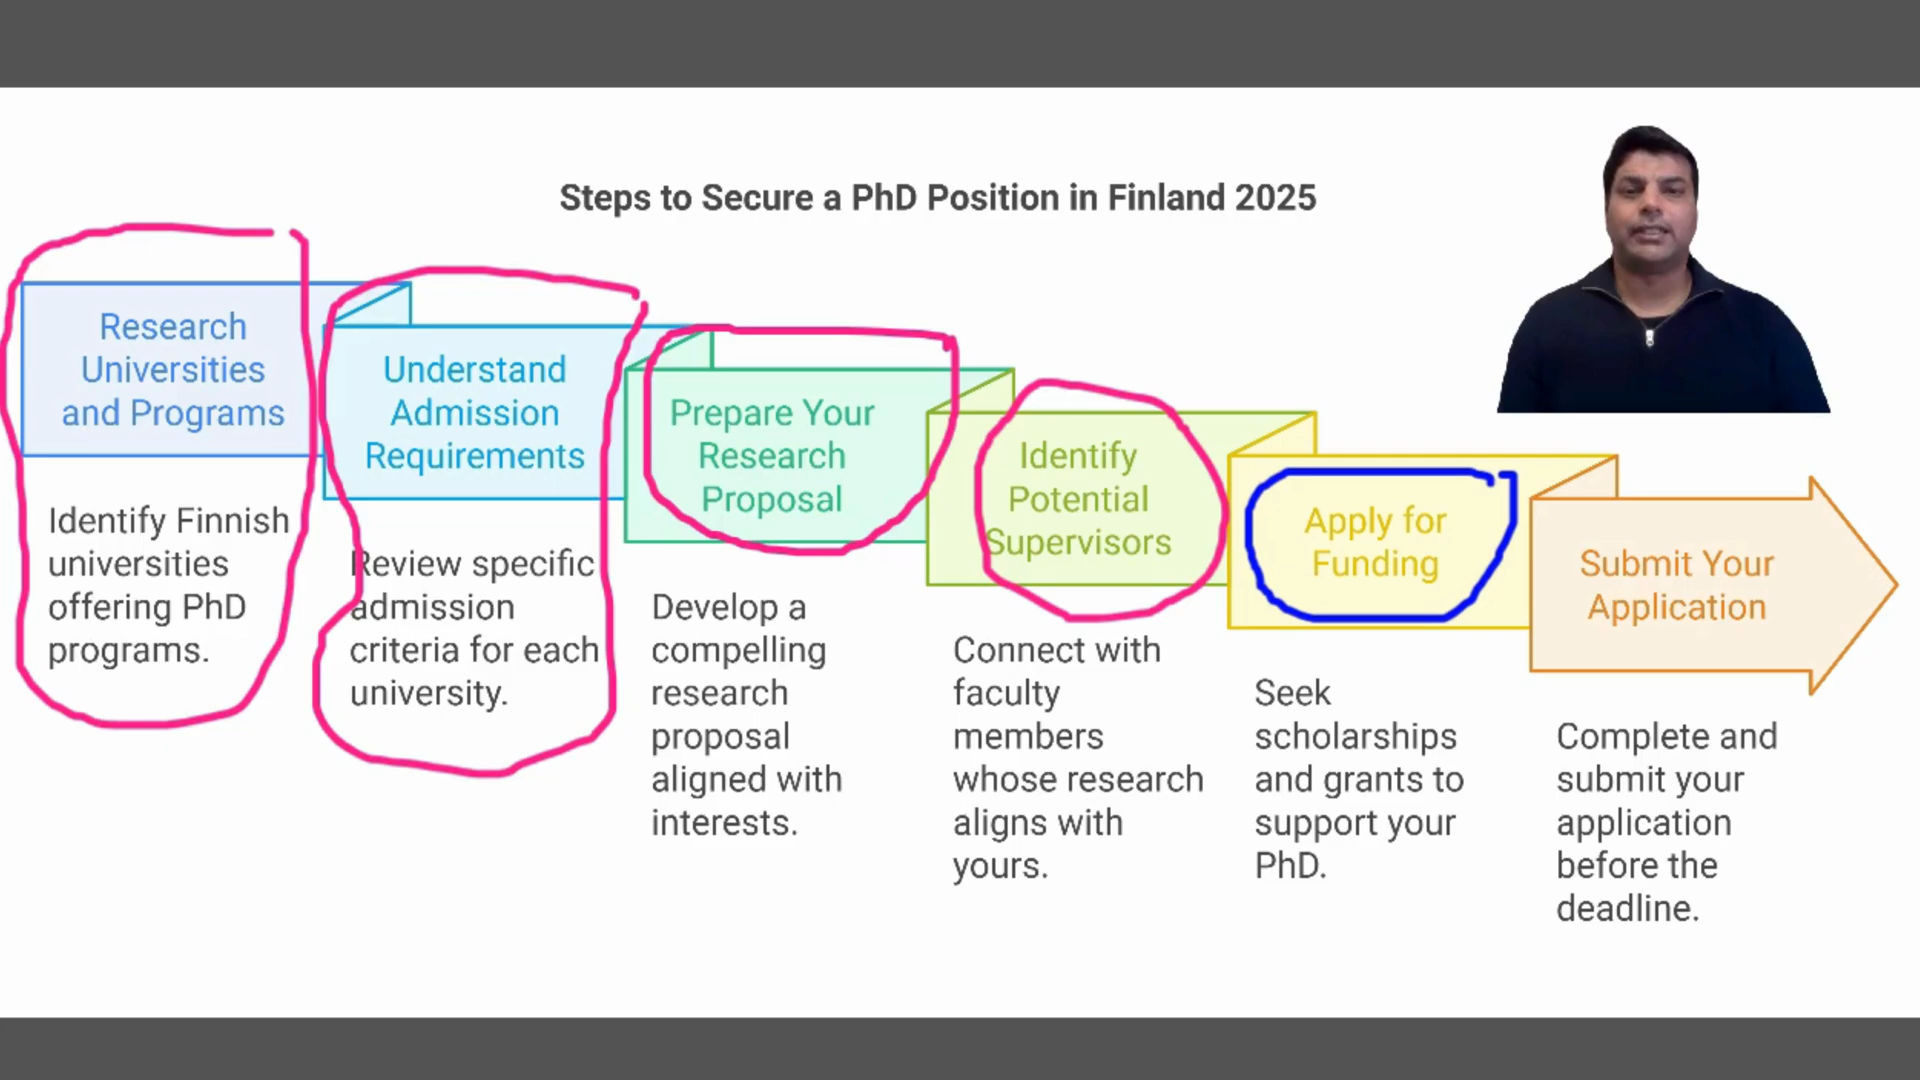 Steps to Secure a PhD Position in Finland 2025
Research
Universities
and Programs
Identify Finnish
universities
offering PhD
programs.
Understand
Admission
Requirements
Review specific
admission
criteria for each
university.
Prepare Your
Research
Proposal
Develop a
compelling
research
proposal
aligned with
interests.
Identify
Potential
Supervisors
Connect with
faculty
members
whose research
aligns with
yours.
Apply for
Funding
Seek
scholarships
and grants to
support your
PhD.
Submit Your
Application
Complete and
submit your
application
before the
deadline.